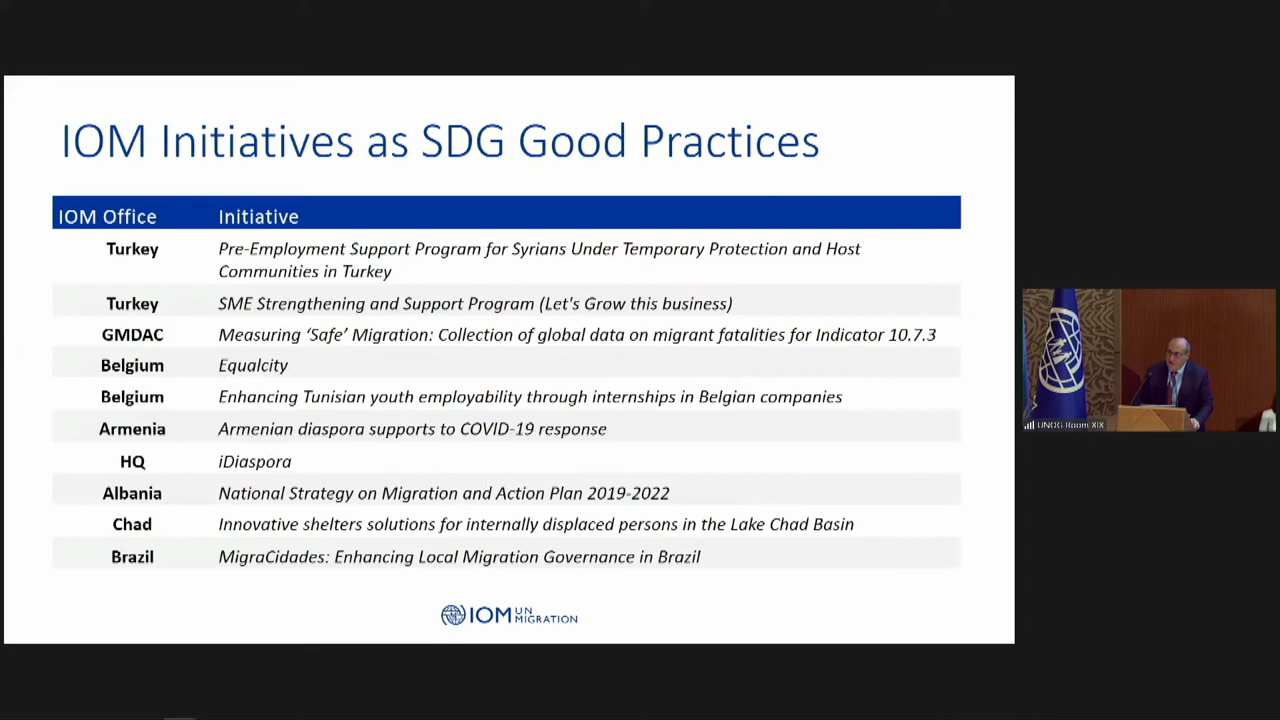 IOM Initiatives as SDG Good Practices
IOM Office Initiative
Turkey Pre-Employment Support Program for Syrians Under Temporary Protection and Host
Communities in Turkey
Turkey SME Strengthening and Support Program (Let's Grow this business)
GMDAC Measuring ‘Safe’ Migration: Collection of global data on migrant fatalities for Indicator 10.7.3
Belgium Equalcity
Belgium Enhancing Tunisian youth employability through internships in Belgian companies
Armenia Armenian diaspora supports to COVID-19 response
HQ iDiaspora
Albania National Strategy on Migration and Action Plan 2019-2022
Chad Innovative shelters solutions for internally displaced persons in the Lake Chad Basin
Brazil MigraCidades: Enhancing Local Migration Governance in Brazil
IOM UN MIGRATION
UNOG Room XIX